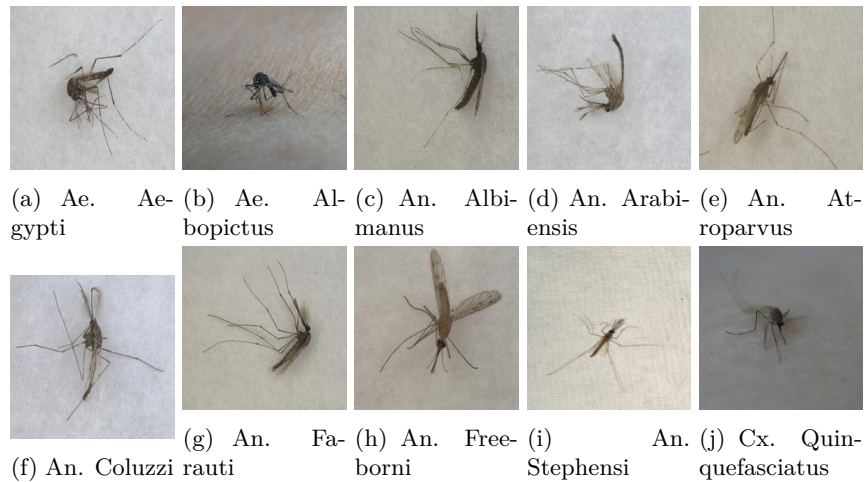 (a) Ae. Ae-
gypti
(b) Ae. Al-
bopictus
(c) An. Albi-
manus
(d) An. Arabi-
ensis
(e) An. At-
roparvus
(f) An. Coluzzi
(g) An. Fa-
rauti
(h) An. Free-
borni
(i) An.
Stephensi
(j) Cx. Quin-
quefasciatus